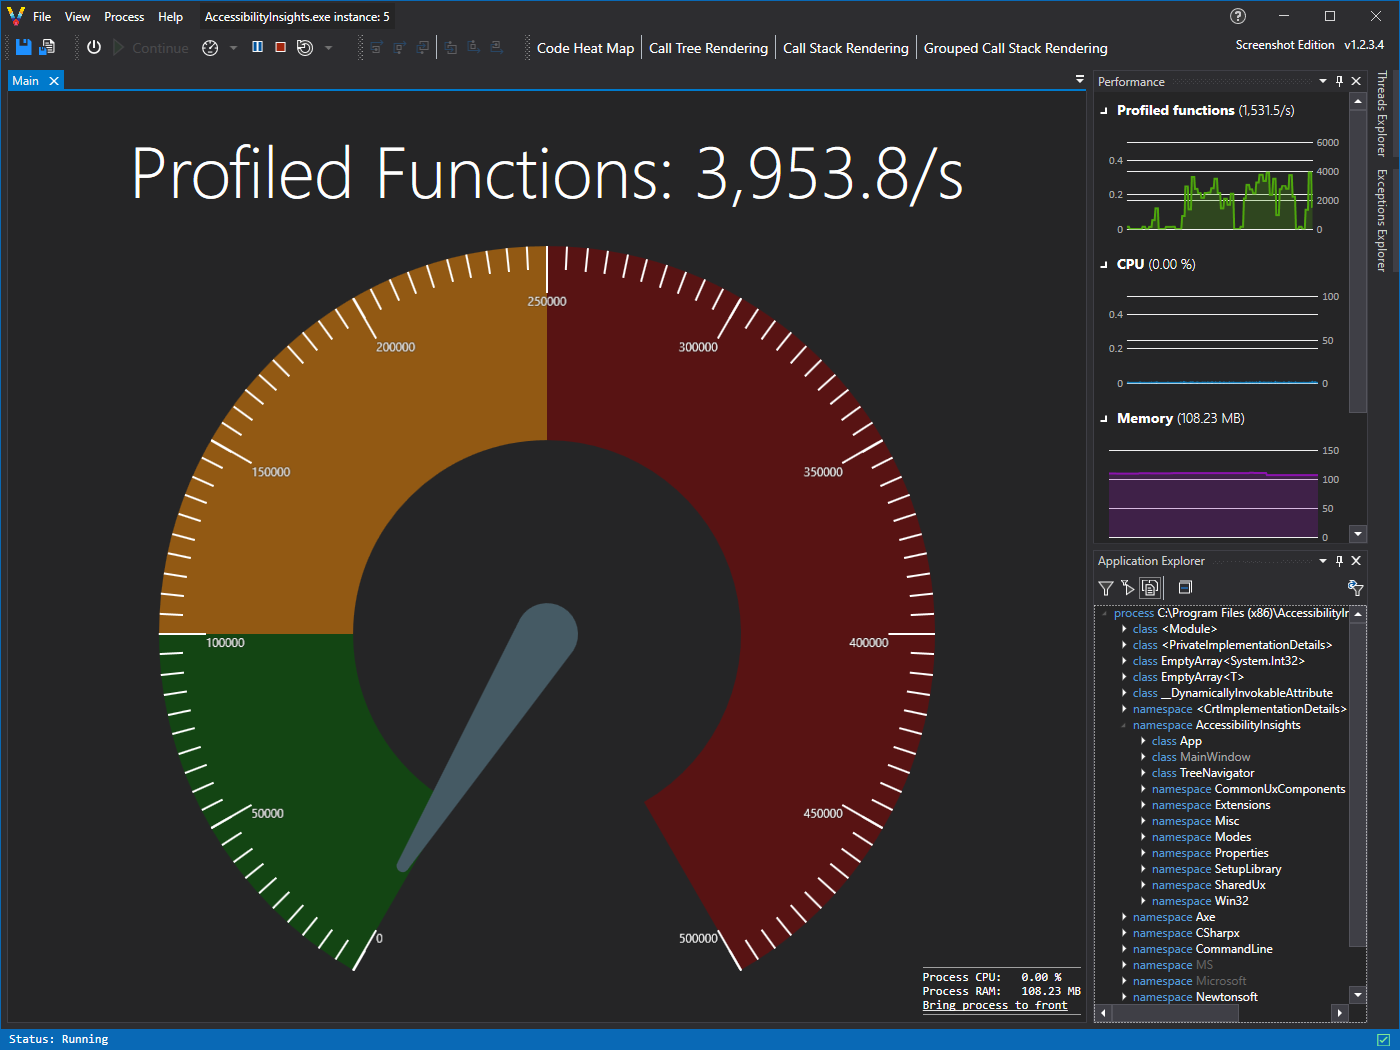 File View Process Help AccessibilityInsights.exe instance: 5
Continue
Code Heat Map Call Tree Rendering Call Stack Rendering Grouped Call Stack Rendering
Screenshot Edition v1.2.3.4
Main
Profiled Functions: 3,953.8/s
0
50000
100000
150000
200000
250000
300000
350000
400000
450000
500000
Process CPU: 0.00 %
Process RAM: 108.23 MB
Bring process to front
Performance
Profiled functions (1,531.5/s)
6000
0.4
4000
0.2
2000
0
0
CPU (0.00 %)
100
0.4
50
0.2
0
0
Memory (108.23 MB)
150
100
50
0
Application Explorer
process C:\Program Files (x86)\AccessibilityIr
class <Module>
class <PrivateImplementationDetails>
class EmptyArray<System.Int32>
class EmptyArray<T>
class __DynamicallyInvokableAttribute
namespace <CrtImplementationDetails>
namespace AccessibilityInsights
class App
class MainWindow
class TreeNavigator
namespace CommonUxComponents
namespace Extensions
namespace Misc
namespace Modes
namespace Properties
namespace SetupLibrary
namespace SharedUx
namespace Win32
namespace Axe
namespace CSharpx
namespace CommandLine
namespace MS
namespace Microsoft
namespace Newtonsoft
Threads Explorer
Exceptions Explorer
Status: Running